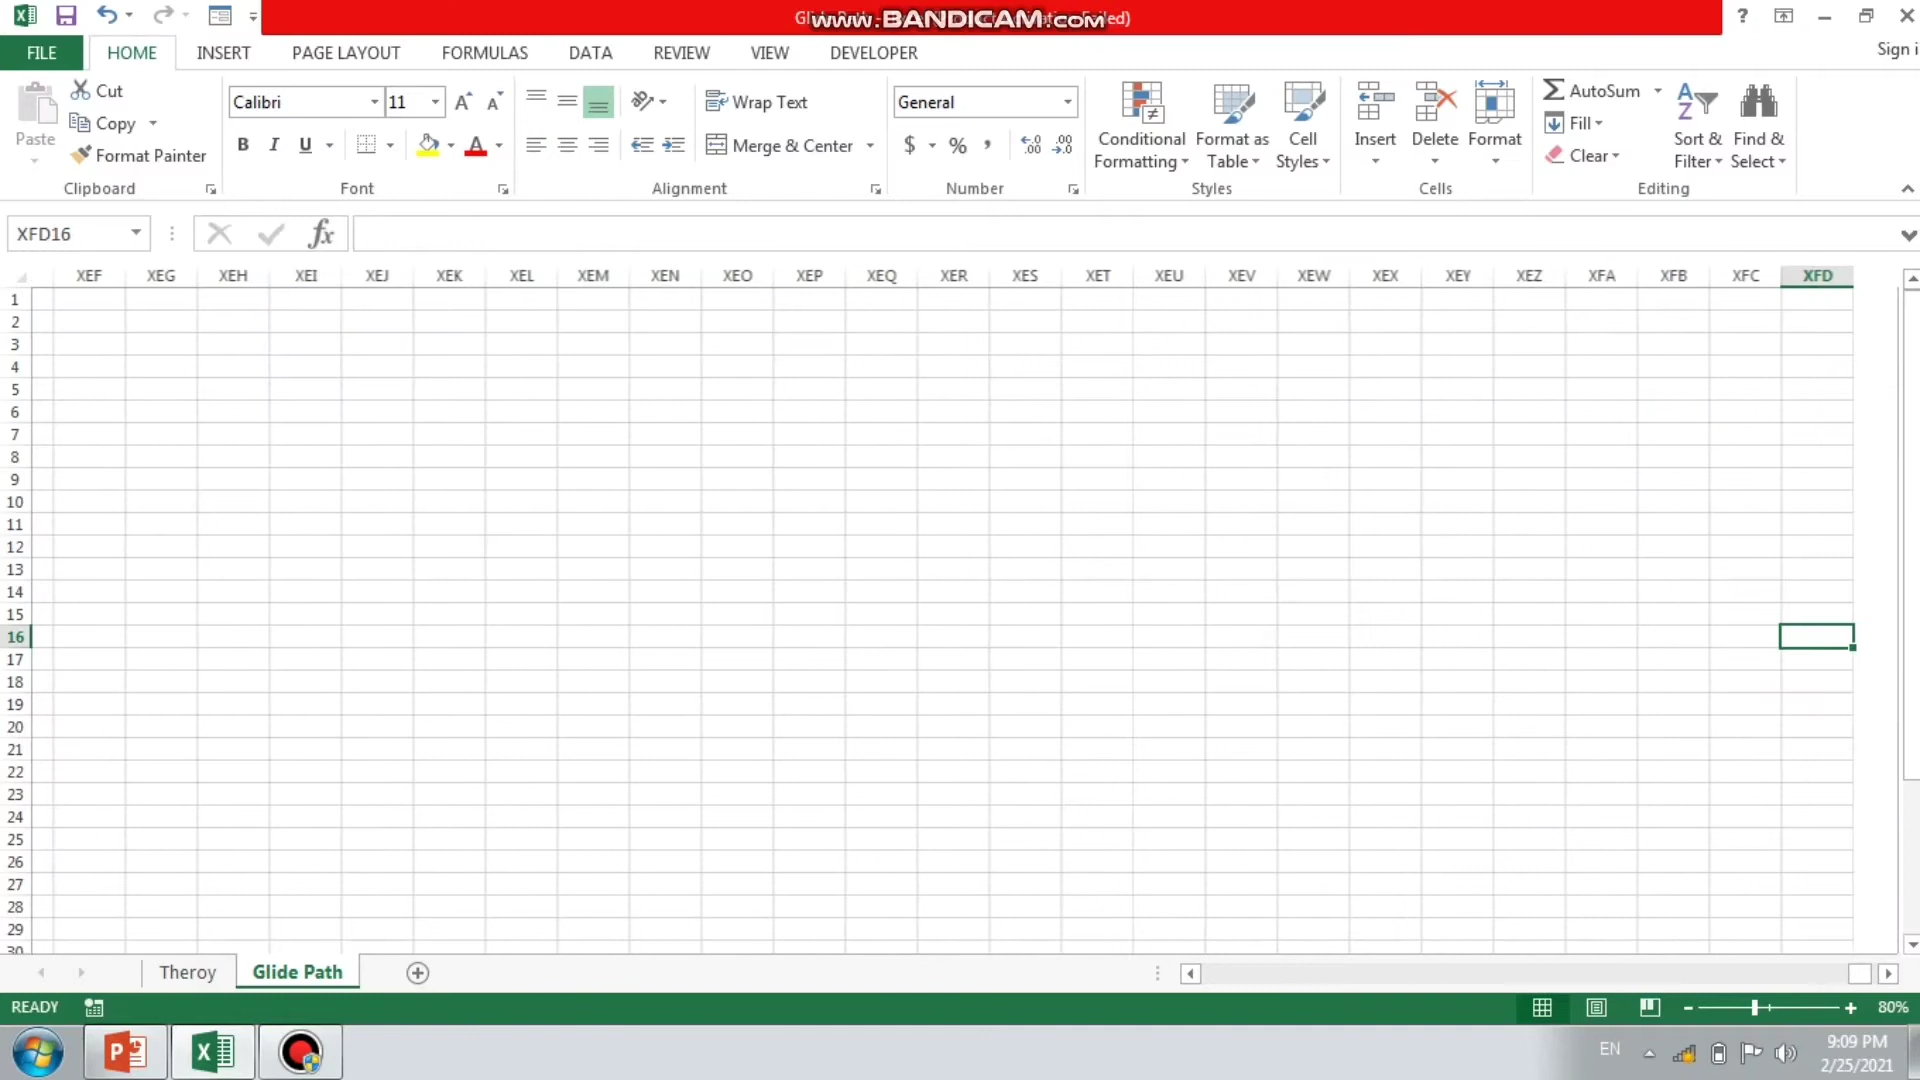 www.BANDICAM.com
FILE HOME INSERT PAGE LAYOUT FORMULAS DATA REVIEW VIEW DEVELOPER Sign i
Paste
Cut
Copy
Format Painter
Clipboard
Calibri 11
B I U A
Font
Wrap Text
Merge & Center
Alignment
General
$ % , .00 .00
Number
Conditional Formatting
Format as Table
Cell Styles
Styles
Insert
Delete
Format
Cells
AutoSum
Fill
Clear
Sort & Filter
Find & Select
Editing
XFD16 fx
XEF XEG XEH XEI XEJ XEK XEL XEM XEN XEO XEP XEQ XER XES XET XEU XEV XEW XEX XEY XEZ XFA XFB XFC XFD
1
2
3
4
5
6
7
8
9
10
11
12
13
14
15
16
17
18
19
20
21
22
23
24
25
26
27
28
29
30
Theroy Glide Path
READY 80%
EN 9:09 PM
2/25/2021